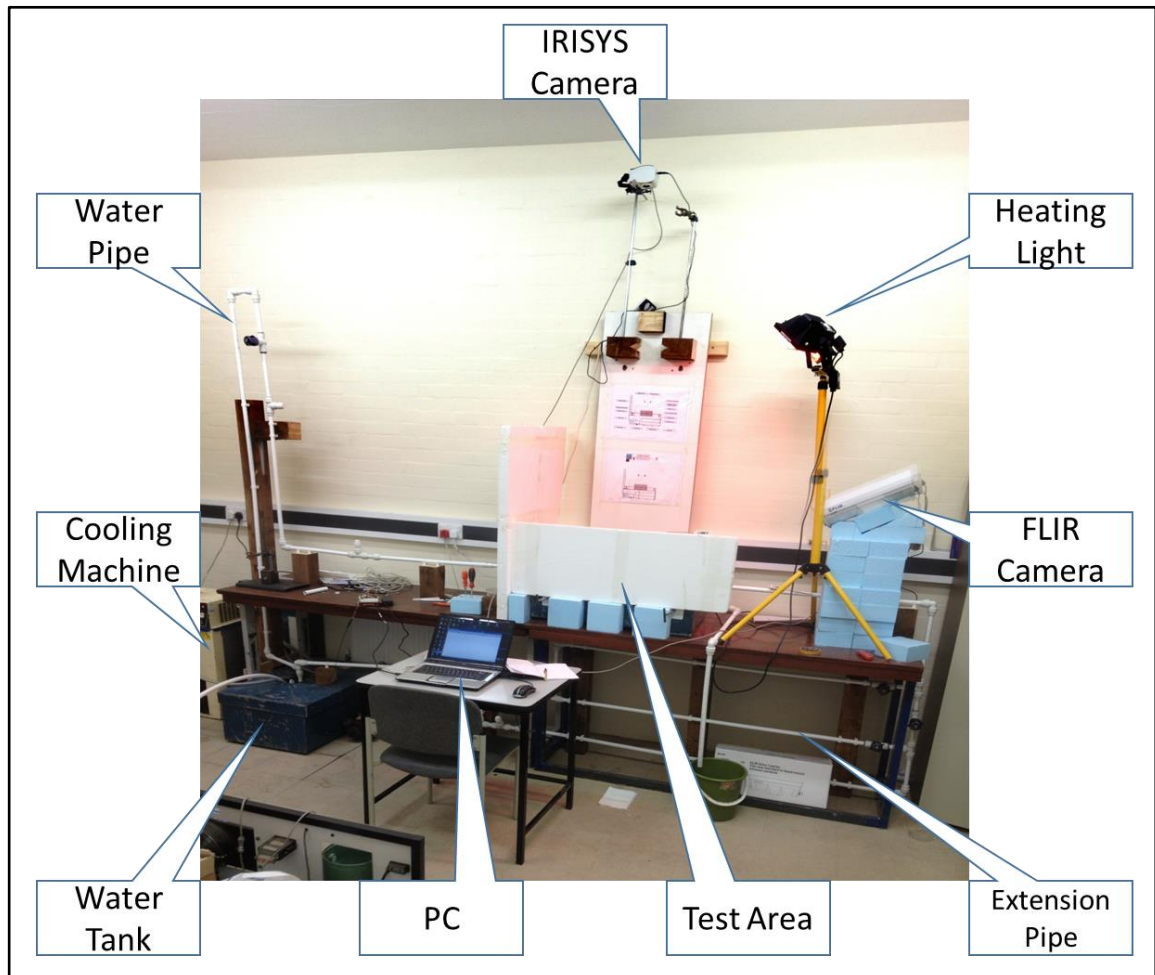 IRISYS
Camera
Water
Pipe
Heating
Light
Cooling
Machine
FLIR
Camera
Water
Tank
PC
Test Area
Extension
Pipe